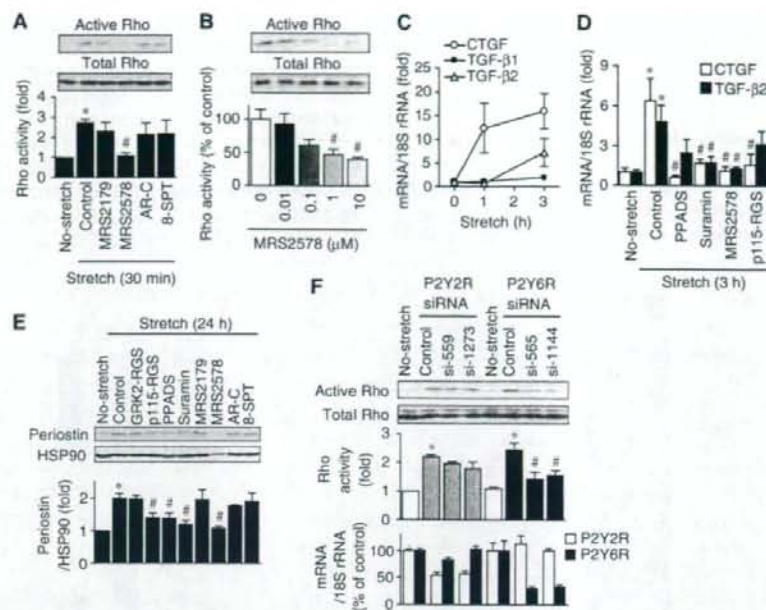 A
Active Rho
Total Rho
Rho activity (fold)
4
3
2
1
0
*
#
No-stretch
Control
MRS2179
MRS2578
AR-C
8-SPT
Stretch (30 min)
B
Active Rho
Total Rho
Rho activity (% of control)
100
50
0
# #
0
0.01
0.1
1
10
MRS2578 (μM)
C
CTGF
TGF-β1
TGF-β2
mRNA/18S rRNA (fold)
25
20
15
10
5
0
0 1 3
Stretch (h)
D
CTGF
TGF-β2
mRNA/18S rRNA (fold)
8
6
4
2
0
* *
# # # # # #
No-stretch
Control
PPADS
Suramin
MRS2578
p115-RGS
Stretch (3 h)
E
Stretch (24 h)
No-stretch
Control
GRK2-RGS
p115-RGS
PPADS
Suramin
MRS2179
MRS2578
AR-C
8-SPT
Periostin
HSP90
Periostin
/HSP90 (fold)
2
1
0
*
# # # #
F
P2Y2R
siRNA
P2Y6R
siRNA
No-stretch
Control
si-559
si-1273
No-stretch
Control
si-565
si-1144
Active Rho
Total Rho
Rho activity
(fold)
3
2
1
0
* *
# #
mRNA
/18S rRNA
(% of control)
100
50
0
P2Y2R
P2Y6R